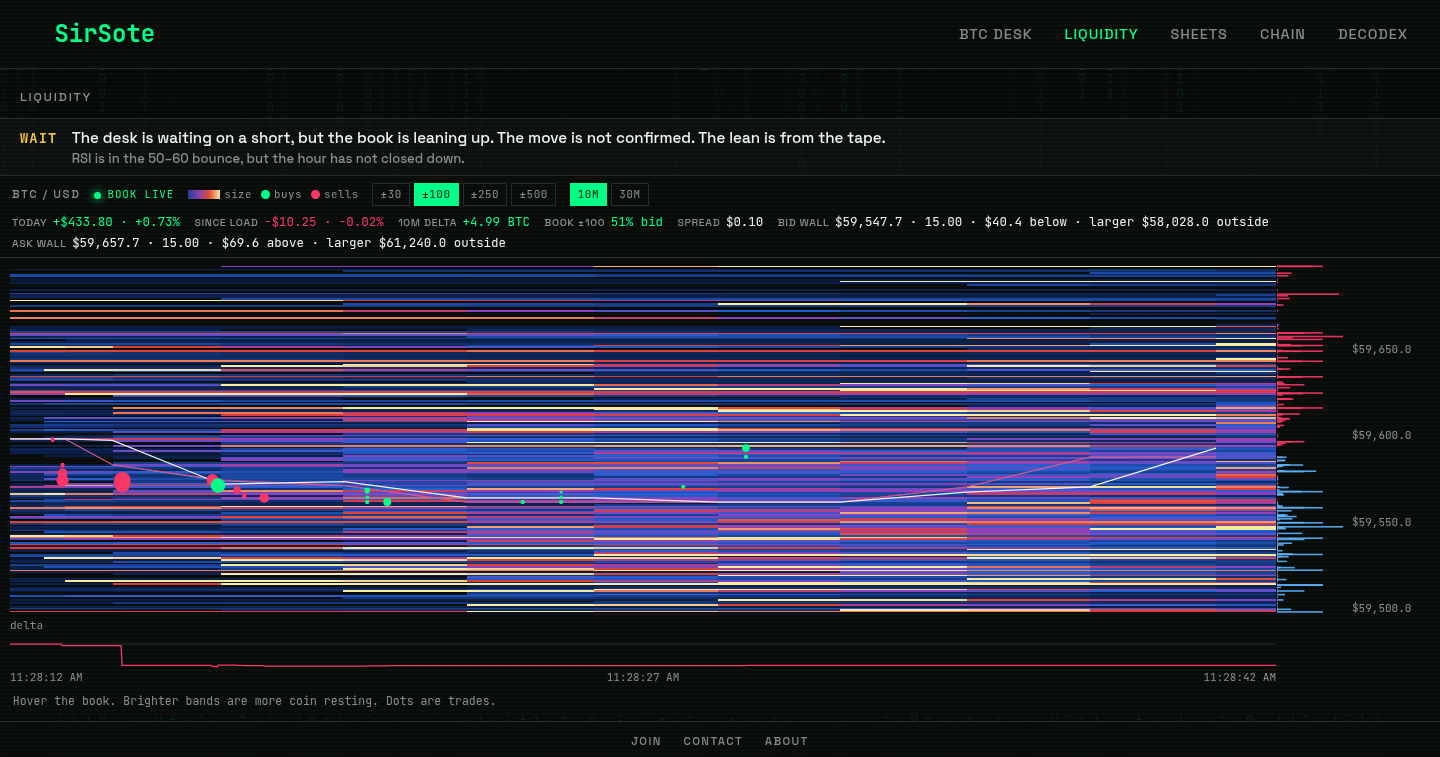 SirSote
BTC DESK LIQUIDITY SHEETS CHAIN DECODEX
LIQUIDITY
WAIT The desk is waiting on a short, but the book is leaning up. The move is not confirmed. The lean is from the tape.
RSI is in the 50–60 bounce, but the hour has not closed down.
BTC / USD BOOK LIVE size buys sells ±30 ±100 ±250 ±500 10M 30M
TODAY +$433.80 · +0.73% SINCE LOAD -$10.25 · -0.02% 10M DELTA +4.99 BTC BOOK ±100 51% bid SPREAD $0.10 BID WALL $59,547.7 · 15.00 · $40.4 below · larger $58,028.0 outside
ASK WALL $59,657.7 · 15.00 · $69.6 above · larger $61,240.0 outside
$59,650.0
$59,600.0
$59,550.0
$59,500.0
delta
11:28:12 AM 11:28:27 AM 11:28:42 AM
Hover the book. Brighter bands are more coin resting. Dots are trades.
JOIN CONTACT ABOUT